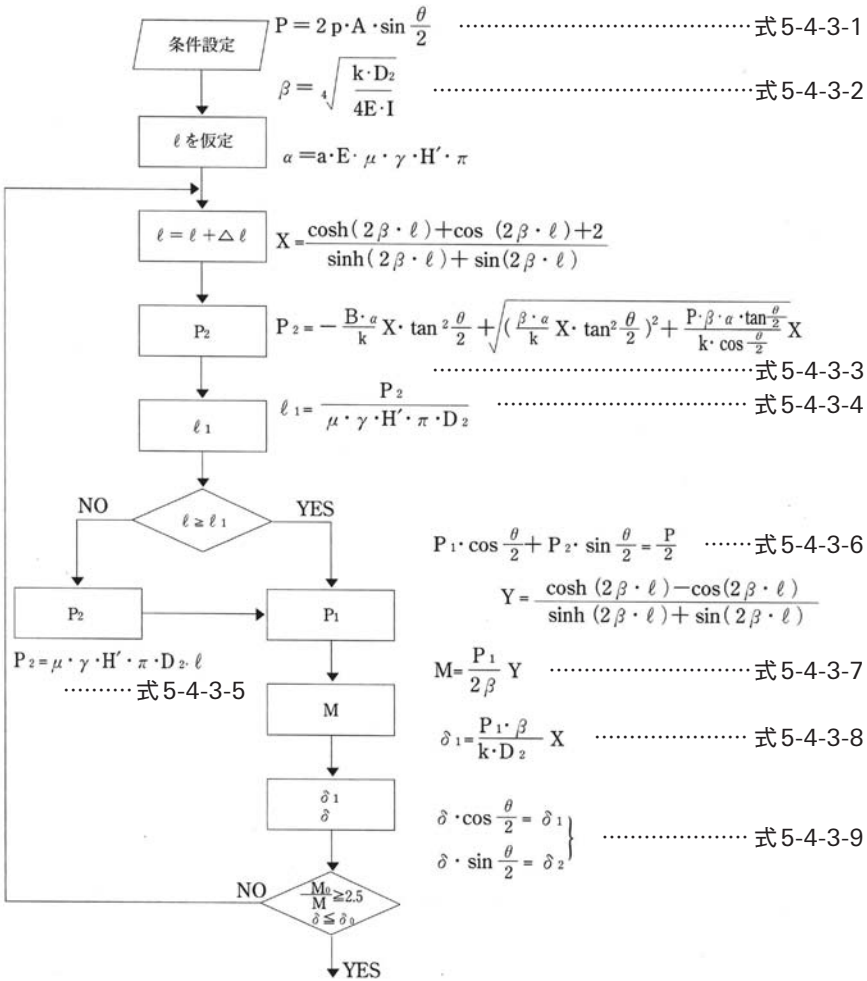 条件設定
P = 2 p・A・sin θ/2 ………………………………式5-4-3-1
β = ⁴√(k・D₂/4E・I) ………………………………式5-4-3-2
ℓを仮定
α = a・E・μ・γ・H′・π
ℓ = ℓ + △ℓ
X = cosh(2β・ℓ)+cos (2β・ℓ)+2 / sinh(2β・ℓ)+ sin(2β・ℓ)
P₂
P₂ = − B・α/k X・tan² θ/2 + √((β・α/k X・tan² θ/2)² + P・β・α・tan θ/2 / k・cos θ/2) X
………………………………式5-4-3-3
ℓ₁
ℓ₁ = P₂ / μ・γ・H′・π・D₂ ………………………… 式5-4-3-4
NO
ℓ ≧ ℓ₁
YES
P₁・cos θ/2 + P₂・sin θ/2 = P/2 ……式5-4-3-6
P₂
P₁
Y = cosh (2β・ℓ)−cos(2β・ℓ) / sinh (2β・ℓ)+ sin(2β・ℓ)
P₂ = μ・γ・H′・π・D₂・ℓ
………式5-4-3-5
M
M = P₁/2β Y …………………式5-4-3-7
δ₁ = P₁・β / k・D₂ X ………………式5-4-3-8
δ₁
δ
δ・cos θ/2 = δ₁
δ・sin θ/2 = δ₂
} ………………式5-4-3-9
NO
M₀/M ≧2.5
δ ≦ δ₀
YES